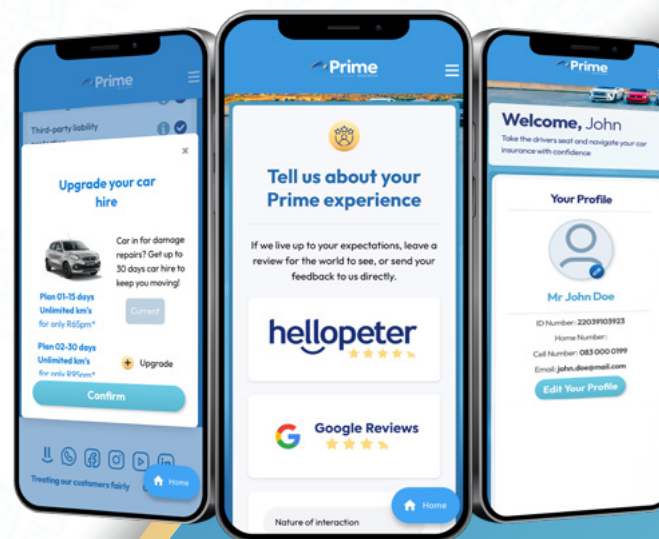 Prime
Third-party liability
Upgrade your car
hire
Car in for damage
repairs? Get up to
30 days car hire to
keep you moving!
Plan 01-15 days
Unlimited km's
for only R65pm*
Current
Plan 02-30 days
Unlimited km's
for only R95pm*
Upgrade
Confirm
Treating our customers fairly
Home
Prime
Tell us about your
Prime experience
If we live up to your expectations, leave a
review for the world to see, or send your
feedback to us directly.
hellopeter
Google Reviews
Nature of interaction
Home
Prime
Welcome, John
Take the drivers seat and navigate your car
insurance with confidence
Your Profile
Mr John Doe
ID Number: 22039103923
Home Number:
Cell Number: 083 000 0199
Email: john.doe@mail.com
Edit Your Profile